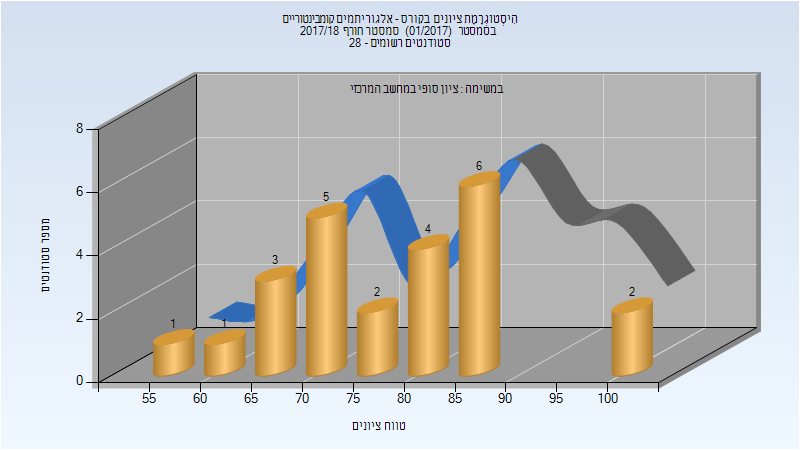 היסטוגרמת ציונים בקורס - אלגוריתמים קומבינטוריים
בסמסטר (01/2017) סמסטר חורף 2017/18
סטודנטים רשומים - 28
במשימה : ציון סופי במחשב המרכזי
8
6
4
2
0
מספר סטודנטים
1
1
3
5
2
4
6
2
55 60 65 70 75 80 85 90 95 100
טווח ציונים